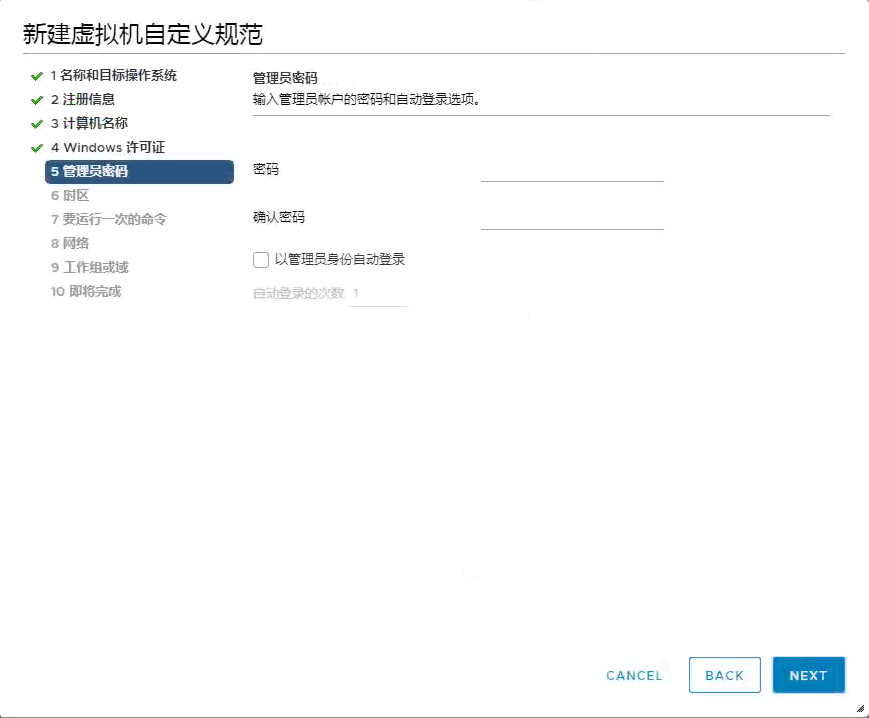 新建虚拟机自定义规范
1 名称和目标操作系统
2 注册信息
3 计算机名称
4 Windows 许可证
5 管理员密码
6 时区
7 要运行一次的命令
8 网络
9 工作组或域
10 即将完成
管理员密码
输入管理员帐户的密码和自动登录选项。
密码
确认密码
以管理员身份自动登录
自动登录的次数 1
CANCEL
BACK
NEXT